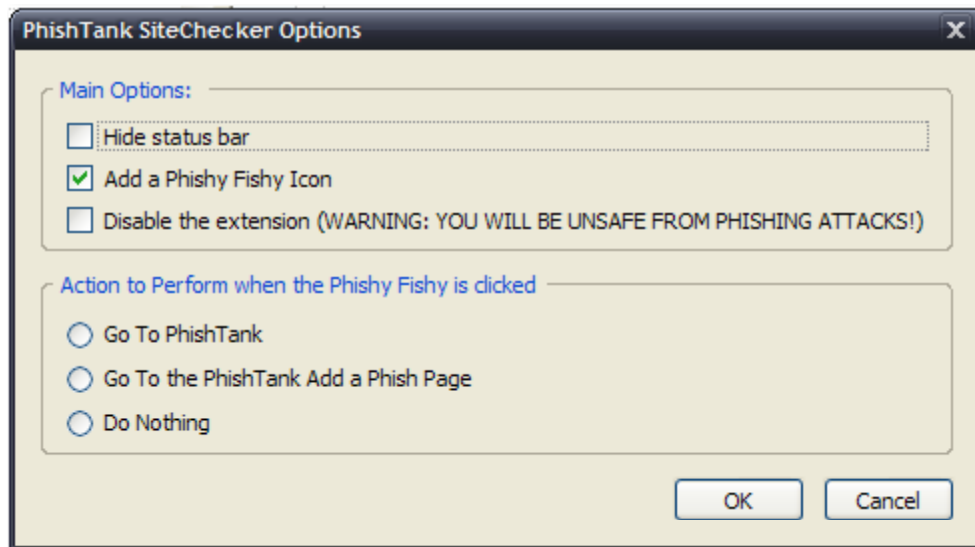 PhishTank SiteChecker Options
Main Options:
Hide status bar
Add a Phishy Fishy Icon
Disable the extension (WARNING: YOU WILL BE UNSAFE FROM PHISHING ATTACKS!)
Action to Perform when the Phishy Fishy is clicked
Go To PhishTank
Go To the PhishTank Add a Phish Page
Do Nothing
OK Cancel